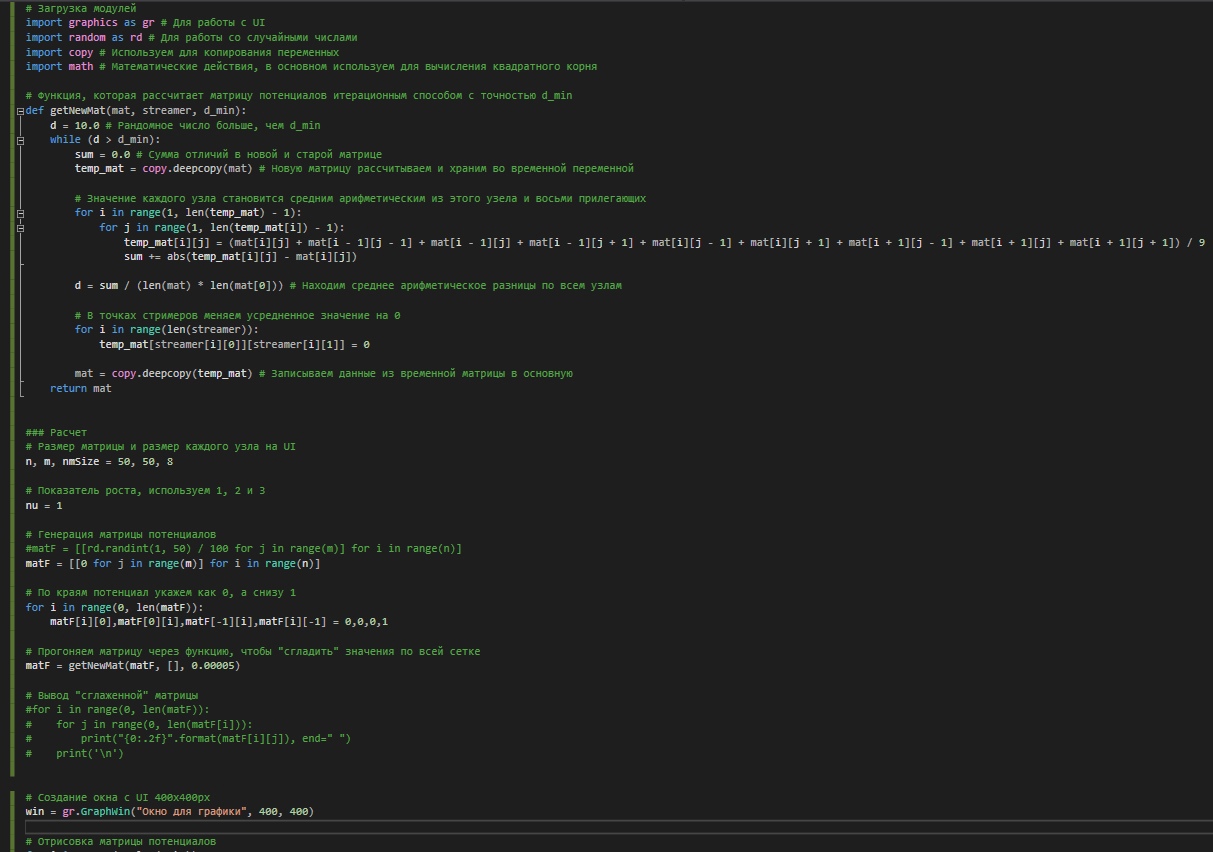 # Загрузка модулей
import graphics as gr # Для работы с UI
import random as rd # Для работы со случайными числами
import copy # Используем для копирования переменных
import math # Математические действия, в основном используем для вычисления квадратного корня
# Функция, которая рассчитает матрицу потенциалов итерационным способом с точностью d_min
def getNewMat(mat, streamer, d_min):
    d = 10.0 # Рандомное число больше, чем d_min
    while (d > d_min):
        sum = 0.0 # Сумма отличий в новой и старой матрице
        temp_mat = copy.deepcopy(mat) # Новую матрицу рассчитываем и храним во временной переменной
        # Значение каждого узла становится средним арифметическим из этого узела и восьми прилегающих
        for i in range(1, len(temp_mat) - 1):
            for j in range(1, len(temp_mat[i]) - 1):
                temp_mat[i][j] = (mat[i][j] + mat[i - 1][j - 1] + mat[i - 1][j] + mat[i - 1][j + 1] + mat[i][j - 1] + mat[i][j + 1] + mat[i + 1][j - 1] + mat[i + 1][j] + mat[i + 1][j + 1]) / 9
                sum += abs(temp_mat[i][j] - mat[i][j])
        d = sum / (len(mat) * len(mat[0])) # Находим среднее арифметическое разницы по всем узлам
        # В точках стримеров меняем усредненное значение на 0
        for i in range(len(streamer)):
            temp_mat[streamer[i][0]][streamer[i][1]] = 0
        mat = copy.deepcopy(temp_mat) # Записываем данные из временной матрицы в основную
    return mat
### Расчет
# Размер матрицы и размер каждого узла на UI
n, m, nmSize = 50, 50, 8
# Показатель роста, используем 1, 2 и 3
nu = 1
# Генерация матрицы потенциалов
#matF = [[rd.randint(1, 50) / 100 for j in range(m)] for i in range(n)]
matF = [[0 for j in range(m)] for i in range(n)]
# По краям потенциал укажем как 0, а снизу 1
for i in range(0, len(matF)):
    matF[i][0],matF[0][i],matF[-1][i],matF[i][-1] = 0,0,0,1
# Прогоняем матрицу через функцию, чтобы "сгладить" значения по всей сетке
matF = getNewMat(matF, [], 0.00005)
# Вывод "сглаженной" матрицы
#for i in range(0, len(matF)):
#    for j in range(0, len(matF[i])):
#        print("{0:.2f}".format(matF[i][j]), end=" ")
#    print('\n')
# Создание окна с UI 400x400px
win = gr.GraphWin("Окно для графики", 400, 400)
# Отрисовка матрицы потенциалов